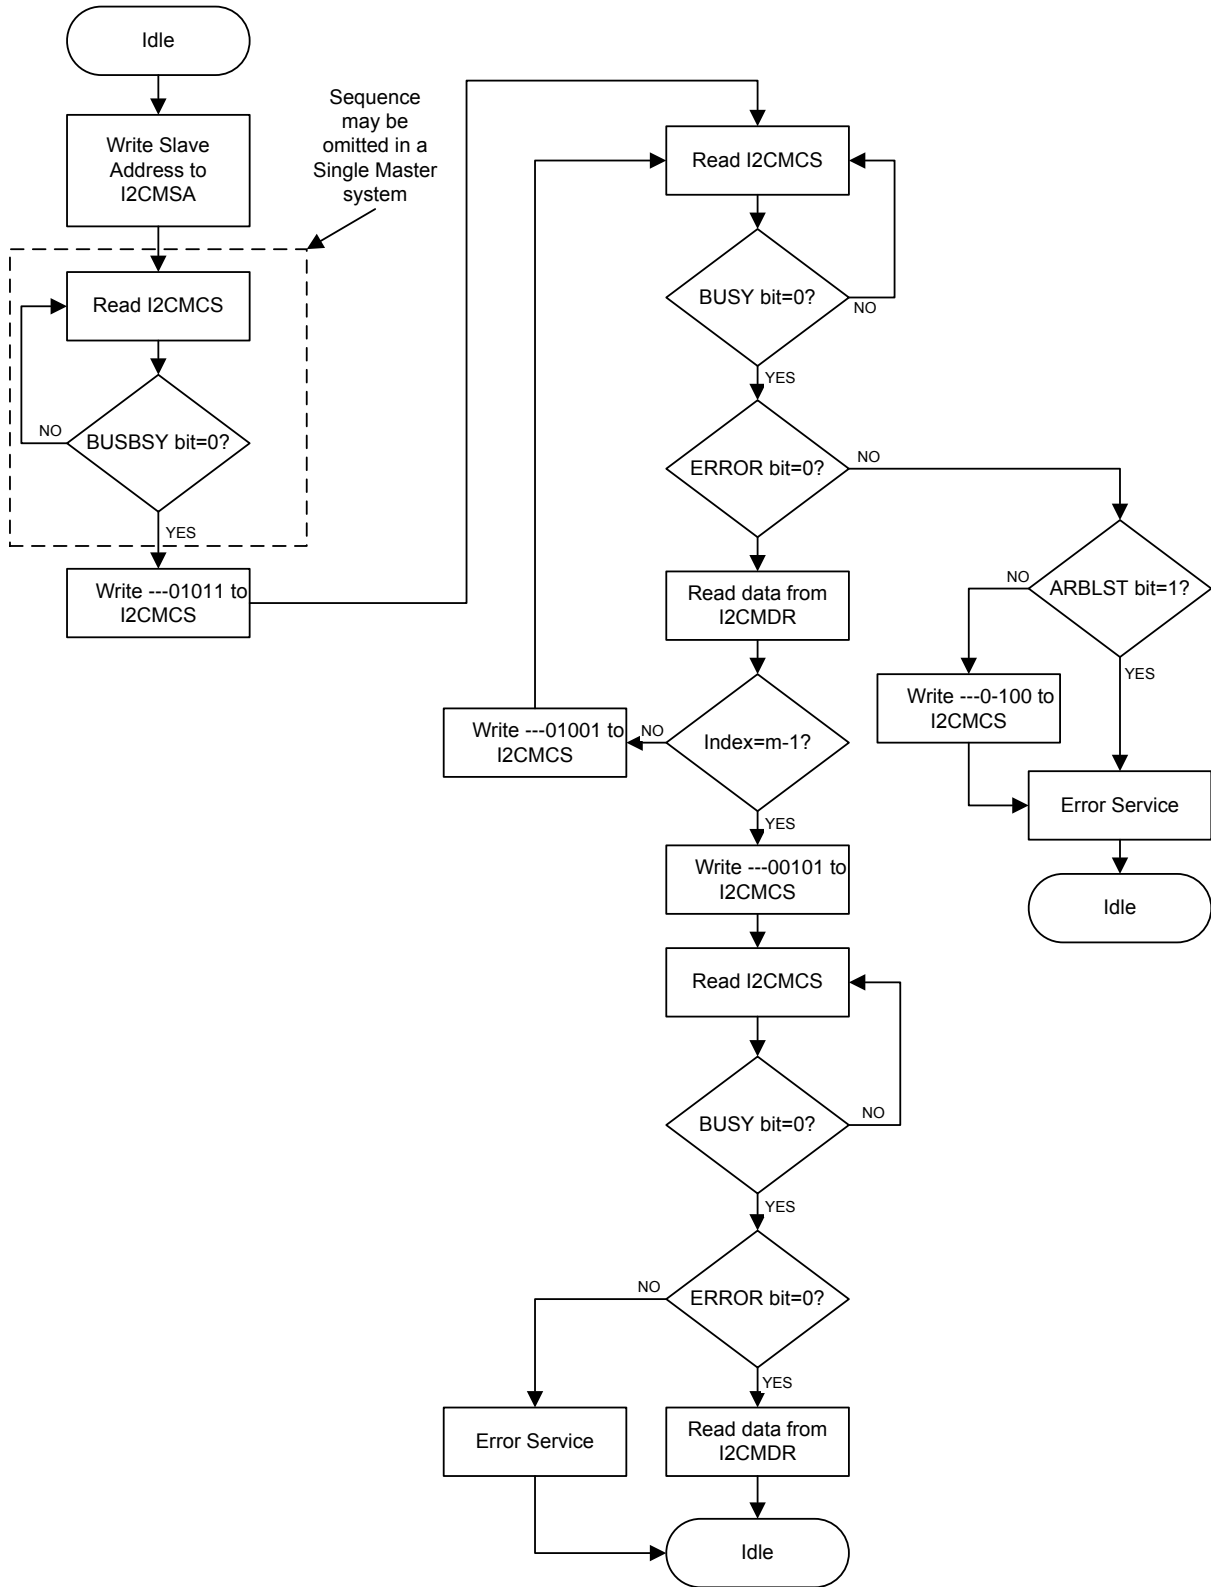 Idle
Write Slave
Address to
I2CMSA
Sequence
may be
omitted in a
Single Master
system
Read I2CMCS
BUSBSY bit=0?
NO
YES
Write ---01011 to
I2CMCS
Read I2CMCS
BUSY bit=0?
NO
YES
ERROR bit=0?
NO
YES
ARBLST bit=1?
NO
YES
Write ---0-100 to
I2CMCS
Error Service
Idle
Read data from
I2CMDR
Index=m-1?
NO
Write ---01001 to
I2CMCS
YES
Write ---00101 to
I2CMCS
Read I2CMCS
BUSY bit=0?
NO
YES
ERROR bit=0?
NO
YES
Error Service
Read data from
I2CMDR
Idle